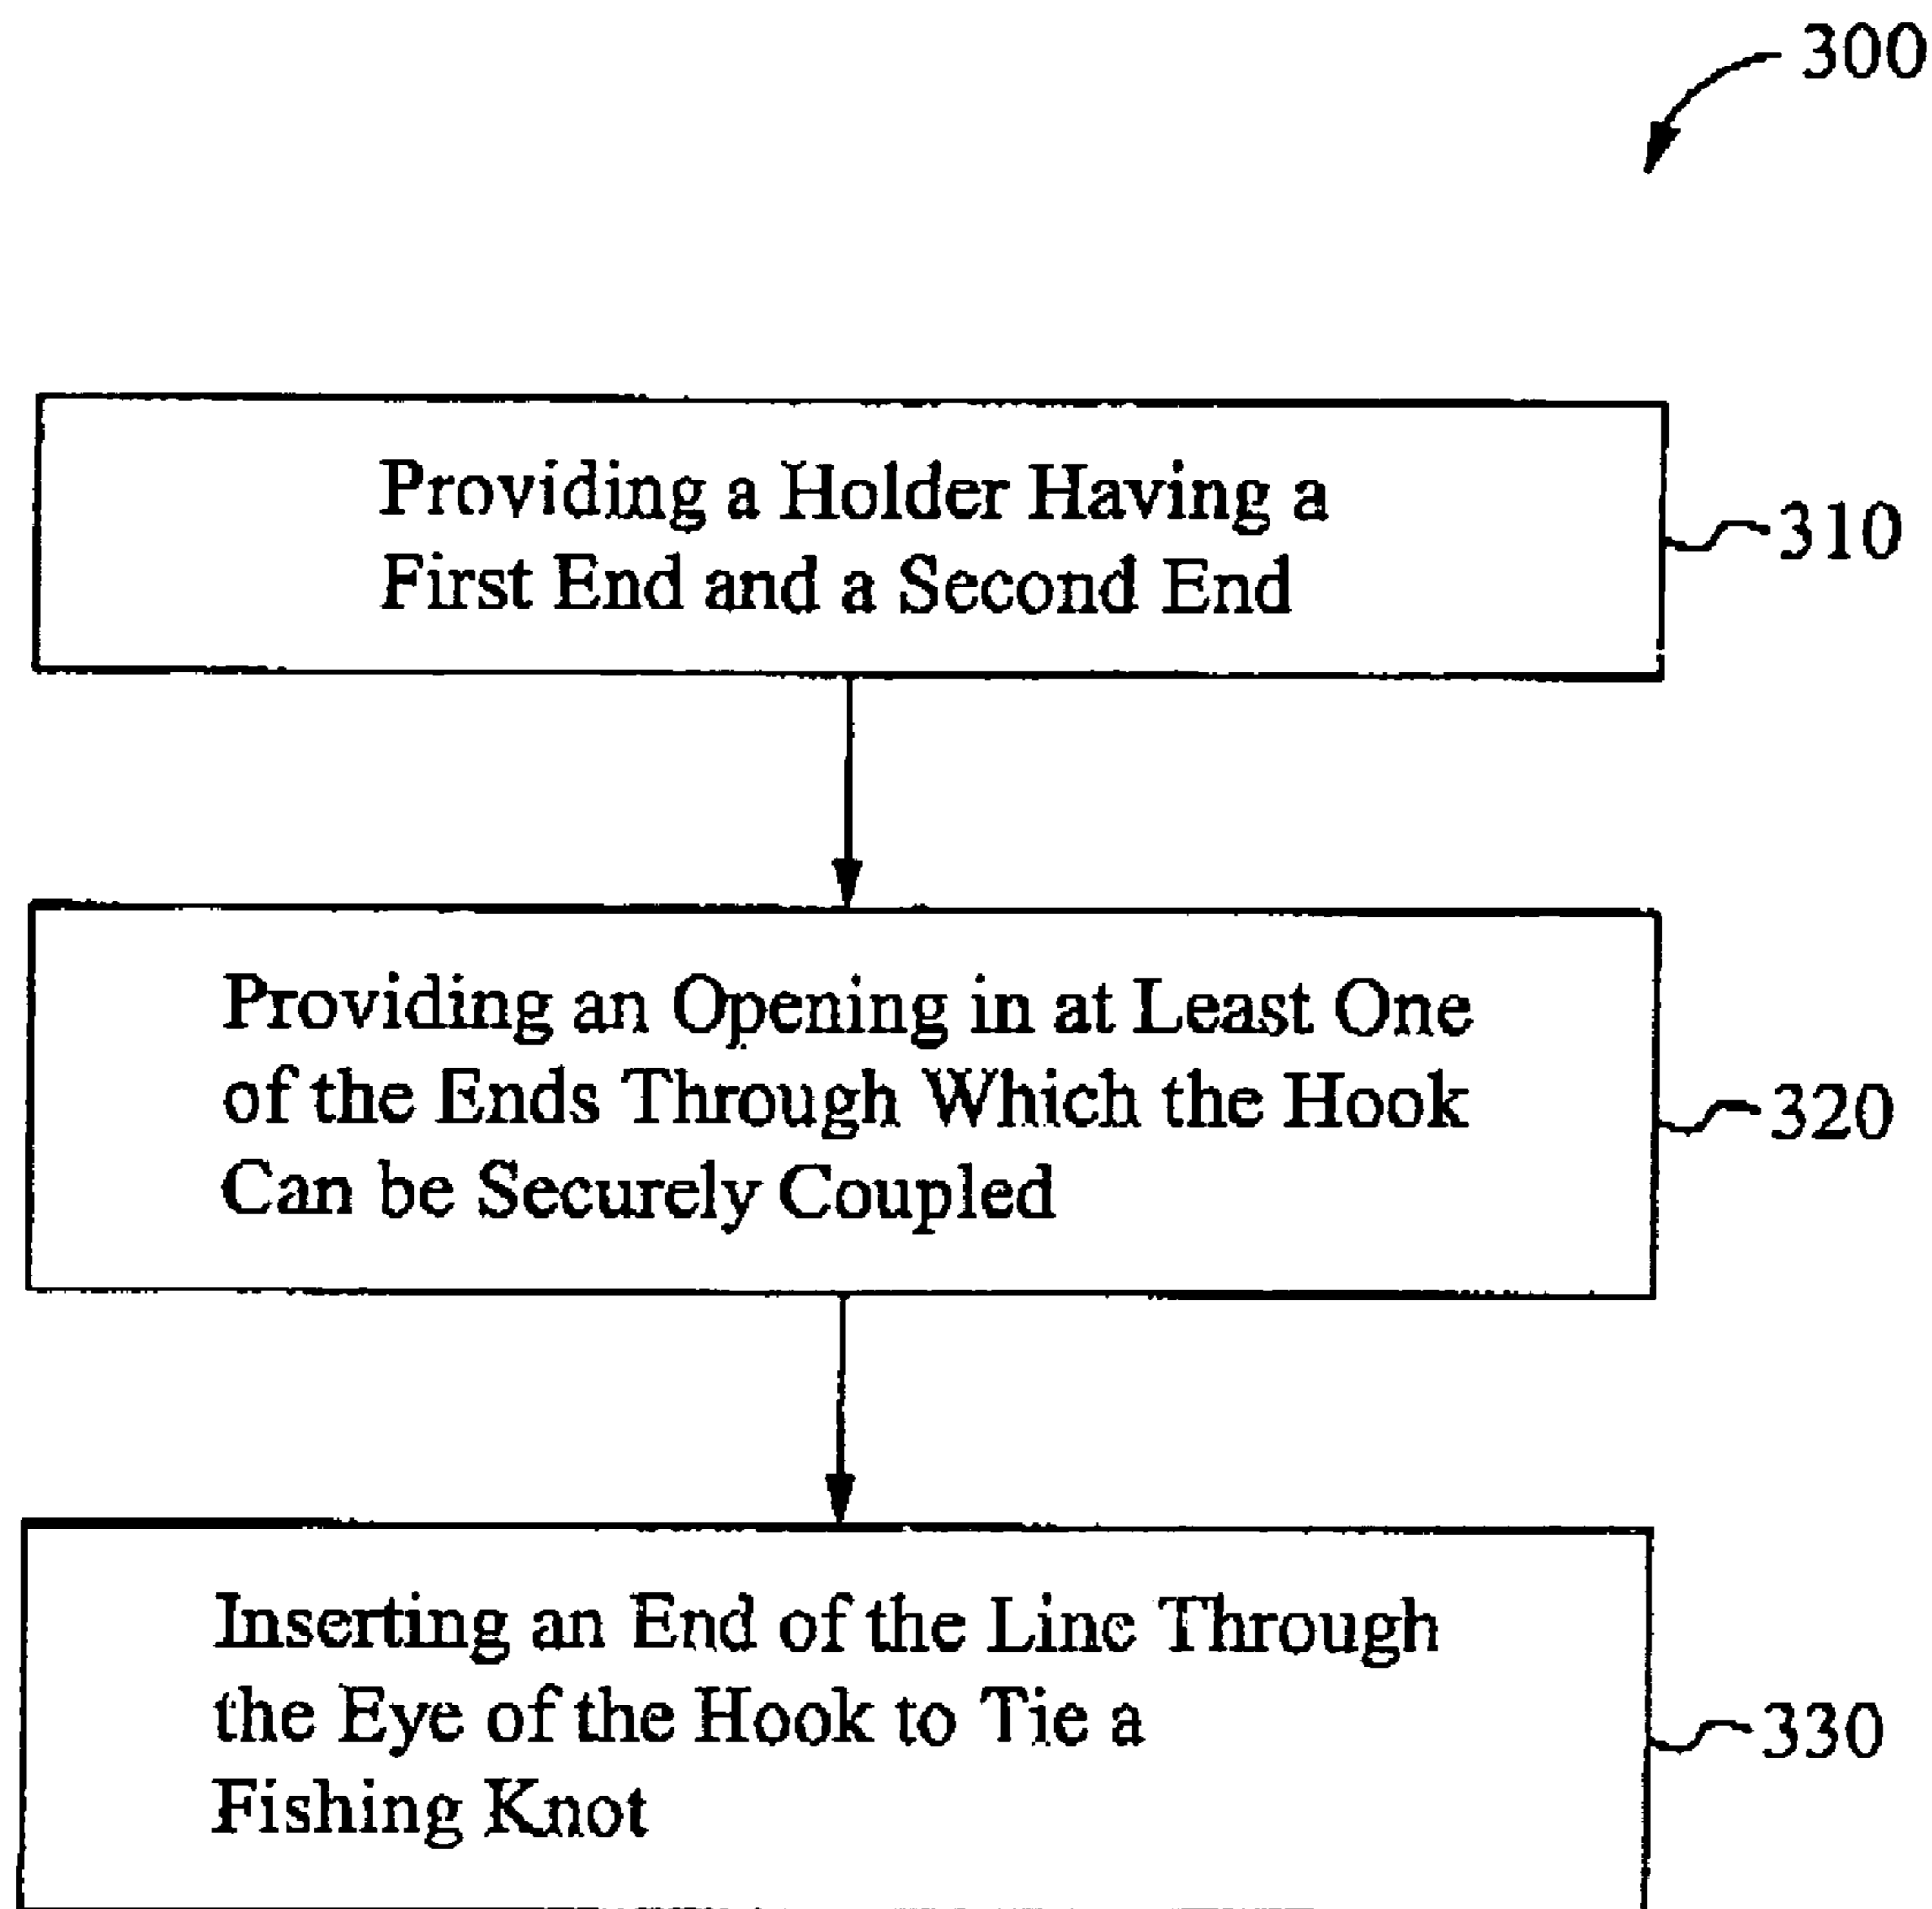 300
Providing a Holder Having a
First End and a Second End
310
Providing an Opening in at Least One
of the Ends Through Which the Hook
Can be Securely Coupled
320
Inserting an End of the Line Through
the Eye of the Hook to Tie a
Fishing Knot
330